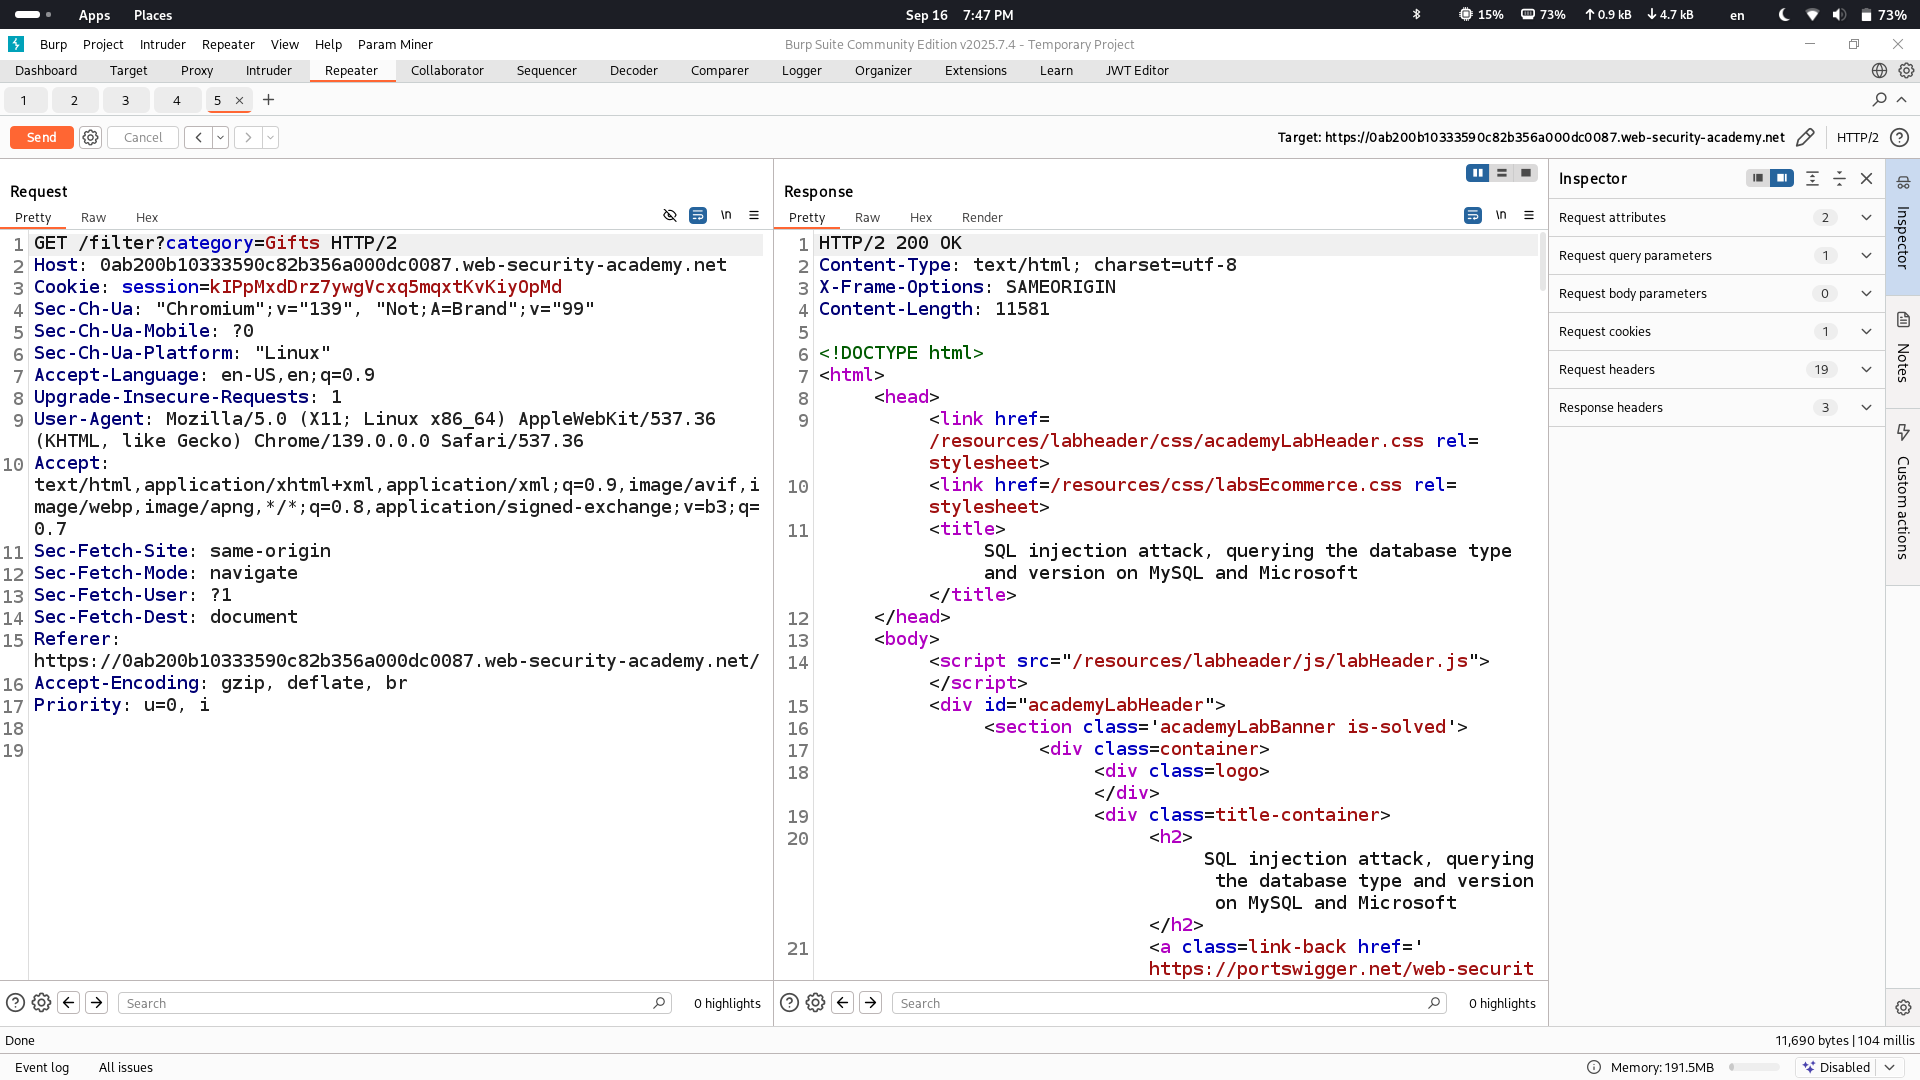 Apps Places Sep 16 7:47 PM 15% 73% 0.9 kB 4.7 kB en 73%
Burp Project Intruder Repeater View Help Param Miner Burp Suite Community Edition v2025.7.4 - Temporary Project
Dashboard Target Proxy Intruder Repeater Collaborator Sequencer Decoder Comparer Logger Organizer Extensions Learn JWT Editor
1 2 3 4 5 × +
Send Cancel Target: https://0ab200b10333590c82b356a000dc0087.web-security-academy.net HTTP/2
Request
Pretty Raw Hex \n
1 GET /filter?category=Gifts HTTP/2
2 Host: 0ab200b10333590c82b356a000dc0087.web-security-academy.net
3 Cookie: session=kIPpMxdDrz7ywgVcxq5mqxtKvKiyOpMd
4 Sec-Ch-Ua: "Chromium";v="139", "Not;A=Brand";v="99"
5 Sec-Ch-Ua-Mobile: ?0
6 Sec-Ch-Ua-Platform: "Linux"
7 Accept-Language: en-US,en;q=0.9
8 Upgrade-Insecure-Requests: 1
9 User-Agent: Mozilla/5.0 (X11; Linux x86_64) AppleWebKit/537.36
(KHTML, like Gecko) Chrome/139.0.0.0 Safari/537.36
10 Accept:
text/html,application/xhtml+xml,application/xml;q=0.9,image/avif,i
mage/webp,image/apng,*/*;q=0.8,application/signed-exchange;v=b3;q=
0.7
11 Sec-Fetch-Site: same-origin
12 Sec-Fetch-Mode: navigate
13 Sec-Fetch-User: ?1
14 Sec-Fetch-Dest: document
15 Referer:
https://0ab200b10333590c82b356a000dc0087.web-security-academy.net/
16 Accept-Encoding: gzip, deflate, br
17 Priority: u=0, i
18
19
Search 0 highlights
Response
Pretty Raw Hex Render \n
1 HTTP/2 200 OK
2 Content-Type: text/html; charset=utf-8
3 X-Frame-Options: SAMEORIGIN
4 Content-Length: 11581
5
6 <!DOCTYPE html>
7 <html>
8 <head>
9 <link href=
/resources/labheader/css/academyLabHeader.css rel=
stylesheet>
10 <link href=/resources/css/labsEcommerce.css rel=
stylesheet>
11 <title>
SQL injection attack, querying the database type
and version on MySQL and Microsoft
</title>
12 </head>
13 <body>
14 <script src="/resources/labheader/js/labHeader.js">
</script>
15 <div id="academyLabHeader">
16 <section class='academyLabBanner is-solved'>
17 <div class=container>
18 <div class=logo>
</div>
19 <div class=title-container>
20 <h2>
SQL injection attack, querying
the database type and version
on MySQL and Microsoft
</h2>
21 <a class=link-back href='
https://portswigger.net/web-securit
Search 0 highlights
Inspector
Request attributes 2
Request query parameters 1
Request body parameters 0
Request cookies 1
Request headers 19
Response headers 3
Inspector
Notes
Custom actions
Done 11,690 bytes | 104 millis
Event log All issues Memory: 191.5MB Disabled